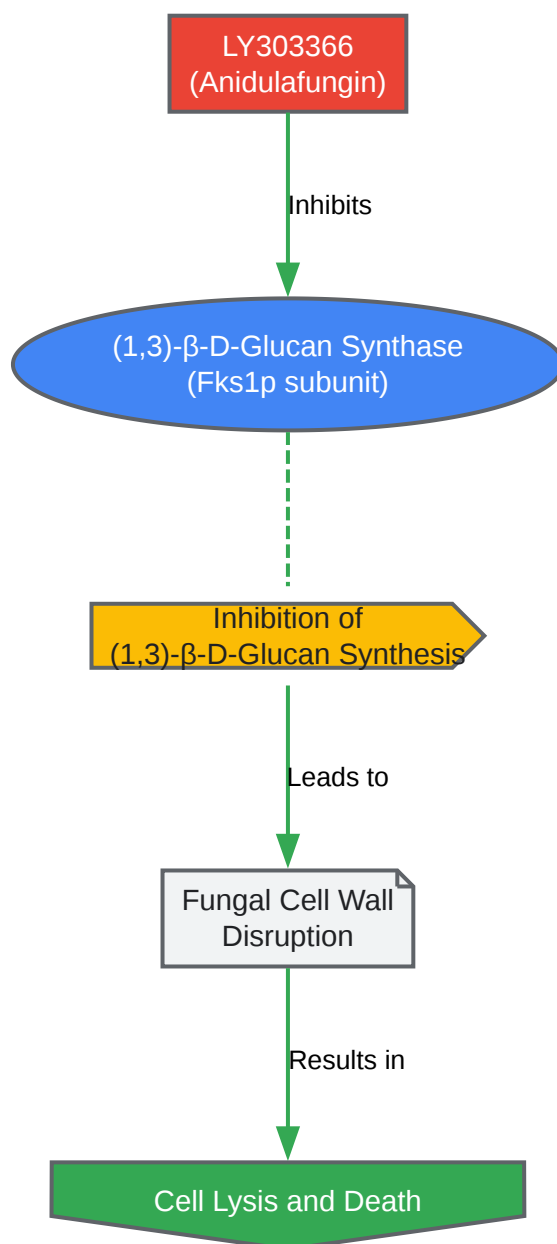 LY303366
(Anidulafungin)
Inhibits
(1,3)-β-D-Glucan Synthase
(Fks1p subunit)
Inhibition of
(1,3)-β-D-Glucan Synthesis
Leads to
Fungal Cell Wall
Disruption
Results in
Cell Lysis and Death